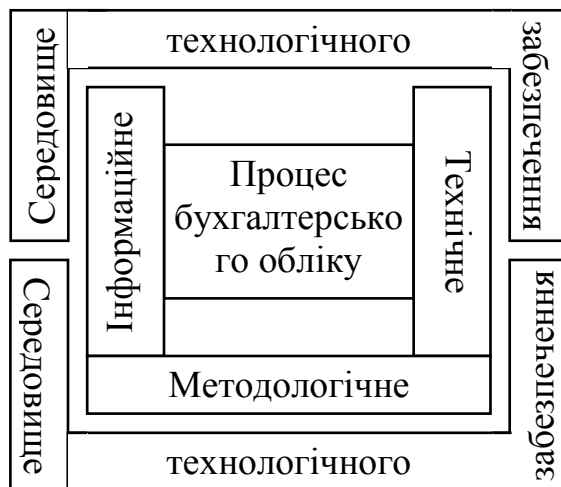 Середовище
технологічного
забезпечення
Інформаційне
Процес
бухгалтерсько
го обліку
Технічне
Методологічне
Середовище
технологічного
забезпечення